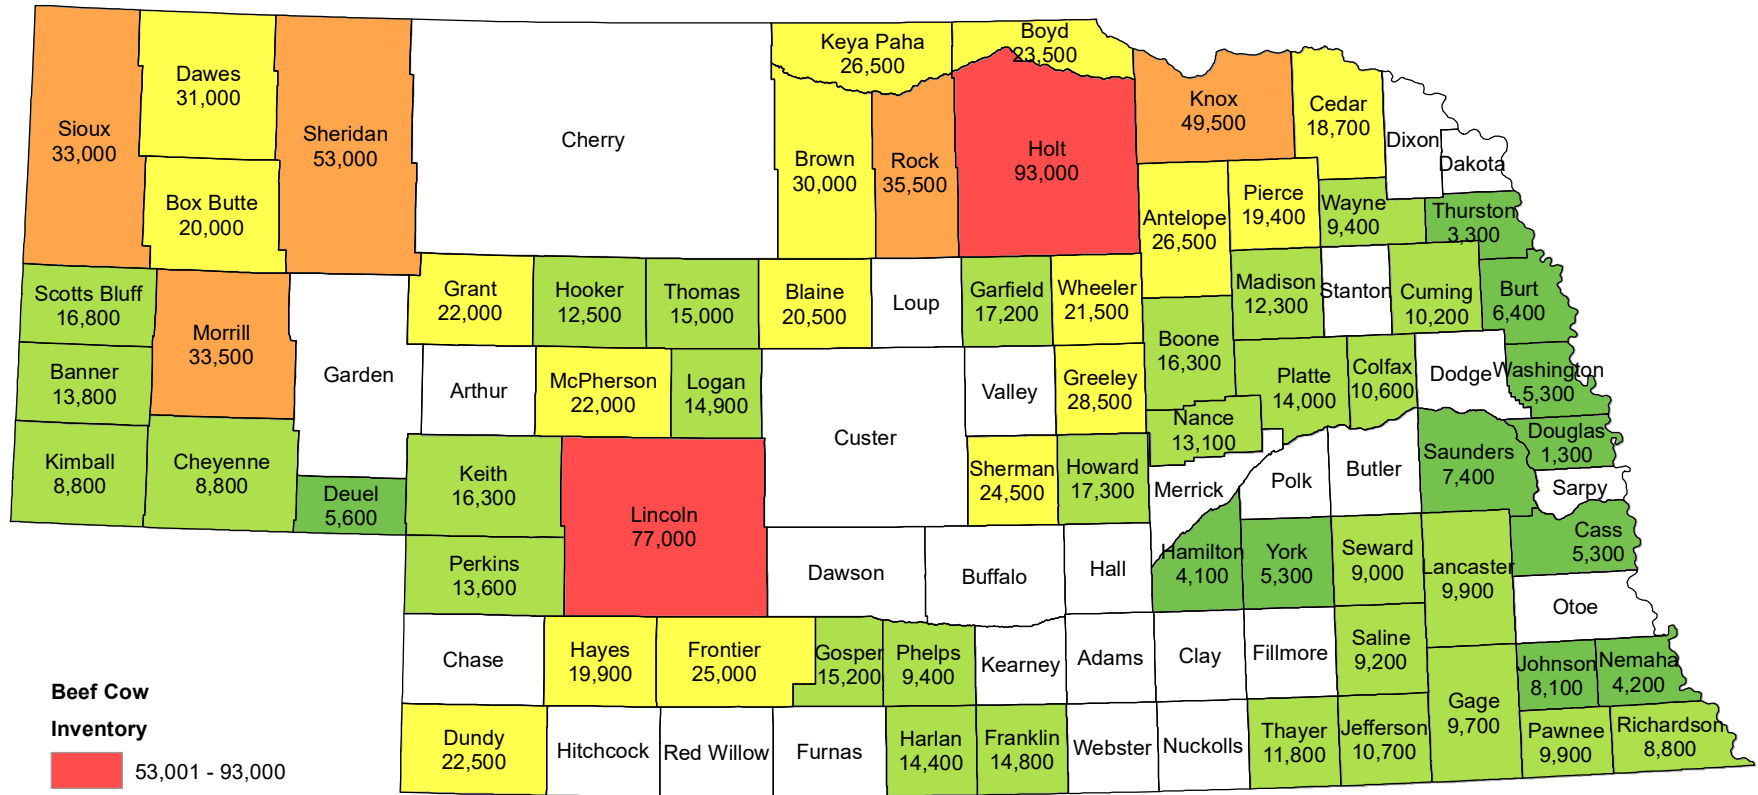 Keya Paha
26,500
Boyd
23,500
Dawes
31,000
Sioux
33,000
Sheridan
53,000
Cherry
Brown
30,000
Rock
35,500
Holt
93,000
Knox
49,500
Cedar
18,700
Dixon
Dakota
Box Butte
20,000
Antelope
26,500
Pierce
19,400
Wayne
9,400
Thurston
3,300
Scotts Bluff
16,800
Morrill
33,500
Garden
Grant
22,000
Hooker
12,500
Thomas
15,000
Blaine
20,500
Loup
Garfield
17,200
Wheeler
21,500
Madison
12,300
Stanton
Cuming
10,200
Burt
6,400
Boone
16,300
Banner
13,800
Arthur
McPherson
22,000
Logan
14,900
Custer
Valley
Greeley
28,500
Platte
14,000
Colfax
10,600
Dodge
Washington
5,300
Nance
13,100
Kimball
8,800
Cheyenne
8,800
Deuel
5,600
Keith
16,300
Lincoln
77,000
Sherman
24,500
Howard
17,300
Merrick
Polk
Butler
Saunders
7,400
Douglas
1,300
Sarpy
Perkins
13,600
Dawson
Buffalo
Hall
Hamilton
4,100
York
5,300
Seward
9,000
Lancaster
9,900
Cass
5,300
Otoe
Chase
Hayes
19,900
Frontier
25,000
Gosper
15,200
Phelps
9,400
Kearney
Adams
Clay
Fillmore
Saline
9,200
Gage
9,700
Johnson
8,100
Nemaha
4,200
Dundy
22,500
Hitchcock
Red Willow
Furnas
Harlan
14,400
Franklin
14,800
Webster
Nuckolls
Thayer
11,800
Jefferson
10,700
Pawnee
9,900
Richardson
8,800
Beef Cow
Inventory
53,001 - 93,000